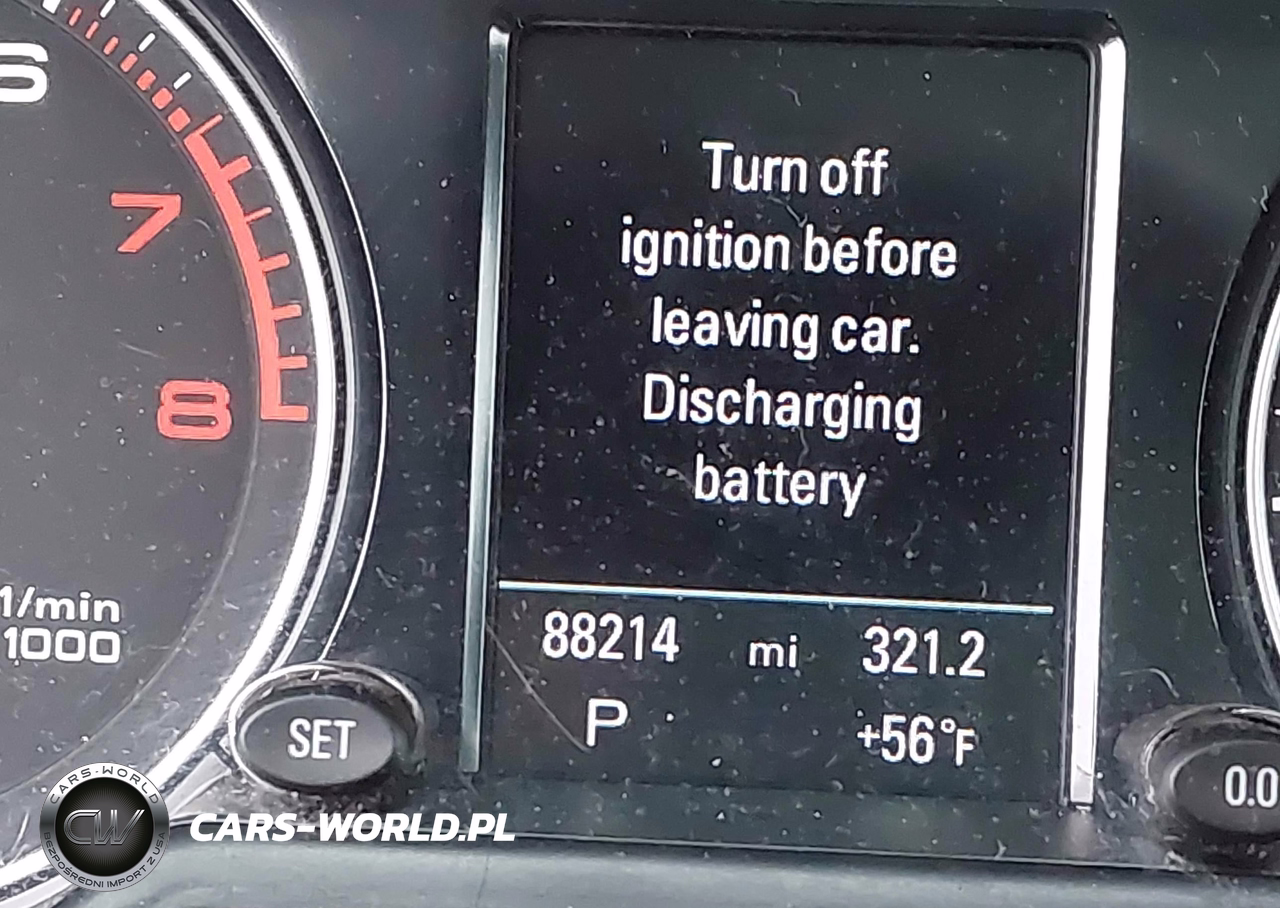 6
7
8
1/min
1000
Turn off
ignition before
leaving car.
Discharging
battery
88214 mi 321.2
P +56°F
SET
0.0
CARS-WORLD
CW
BEZPOŚREDNI IMPORT Z USA
CARS-WORLD.PL